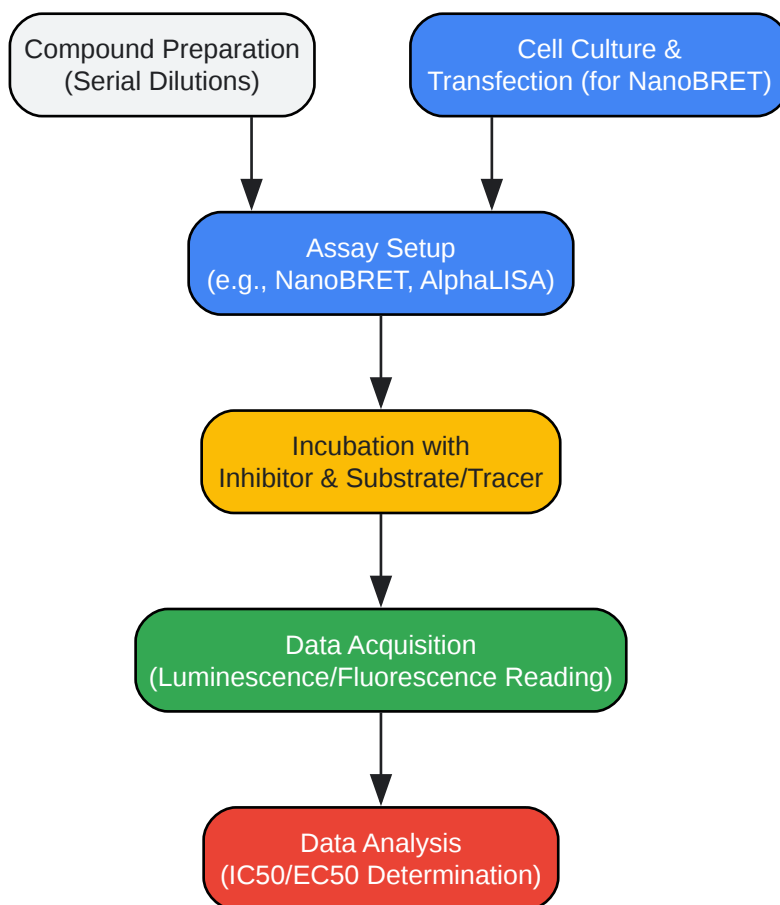 Compound Preparation
(Serial Dilutions)
Cell Culture &
Transfection (for NanoBRET)
Assay Setup
(e.g., NanoBRET, AlphaLISA)
Incubation with
Inhibitor & Substrate/Tracer
Data Acquisition
(Luminescence/Fluorescence Reading)
Data Analysis
(IC50/EC50 Determination)